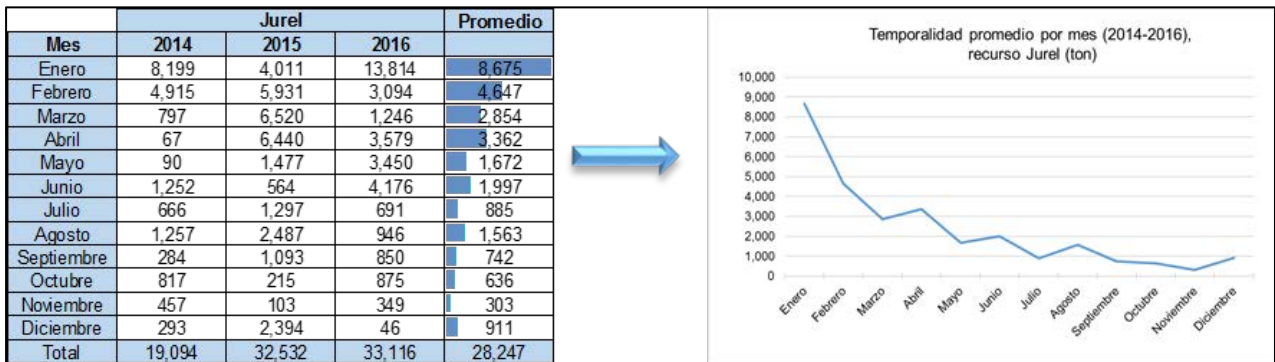 Jurel Promedio
Mes 2014 2015 2016
Enero 8,199 4,011 13,814 8,675
Febrero 4,915 5,931 3,094 4,647
Marzo 797 6,520 1,246 2,854
Abril 67 6,440 3,579 3,362
Mayo 90 1,477 3,450 1,672
Junio 1,252 564 4,176 1,997
Julio 666 1,297 691 885
Agosto 1,257 2,487 946 1,563
Septiembre 284 1,093 850 742
Octubre 817 215 875 636
Noviembre 457 103 349 303
Diciembre 293 2,394 46 911
Total 19,094 32,532 33,116 28,247
Temporalidad promedio por mes (2014-2016),
recurso Jurel (ton)
10,000
9,000
8,000
7,000
6,000
5,000
4,000
3,000
2,000
1,000
0
Enero Febrero Marzo Abril Mayo Junio Julio Agosto Septiembre Octubre Noviembre Diciembre